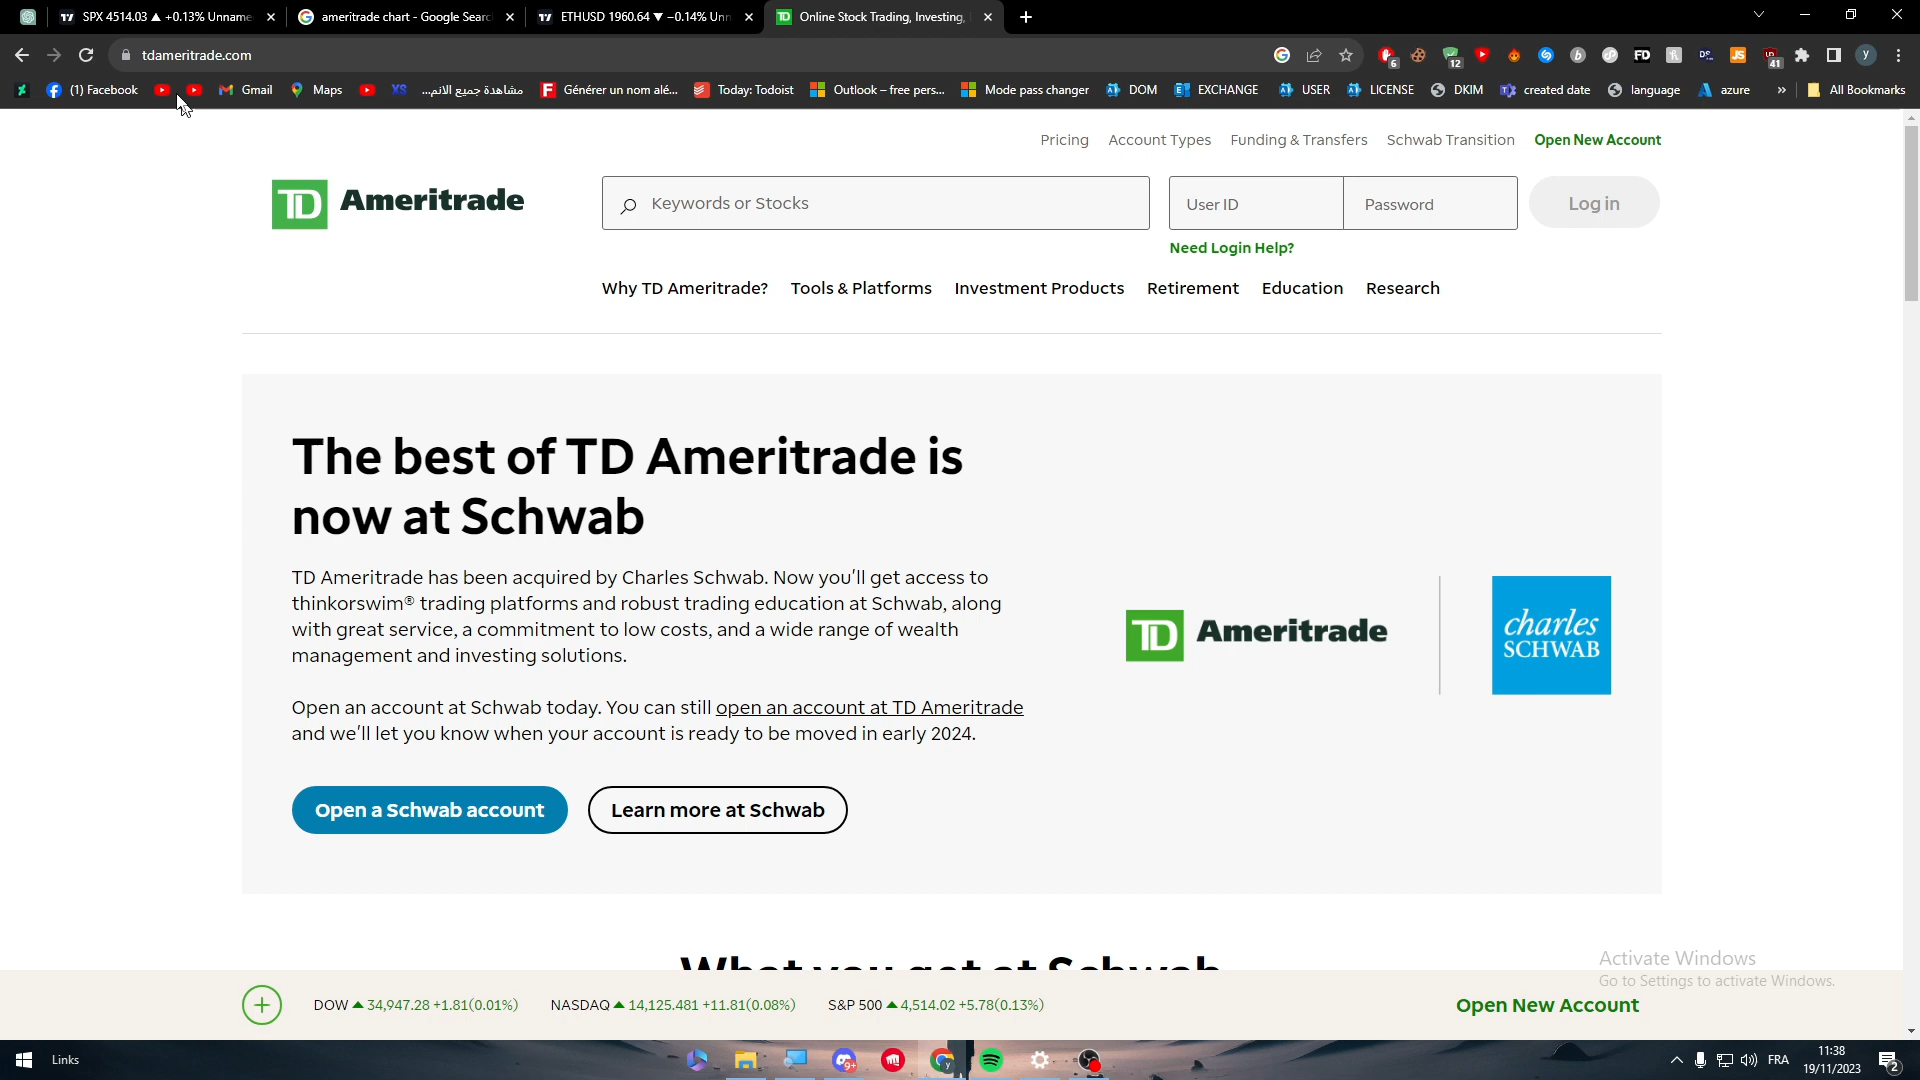 SPX 4514.03 ▲ +0.13% Unname
ameritrade chart - Google Searc
ETHUSD 1960.64 ▼ −0.14% Unn
Online Stock Trading, Investing,
tdameritrade.com
6
12
FD
JS
41
y
(1) Facebook
Gmail
Maps
XS
مشاهدة جميع الانم...
Générer un nom alé...
Today: Todoist
Outlook – free pers...
Mode pass changer
DOM
EXCHANGE
USER
LICENSE
DKIM
created date
language
azure
»
All Bookmarks
Pricing
Account Types
Funding & Transfers
Schwab Transition
Open New Account
TD Ameritrade
Keywords or Stocks
User ID
Password
Log in
Need Login Help?
Why TD Ameritrade?
Tools & Platforms
Investment Products
Retirement
Education
Research
The best of TD Ameritrade is
now at Schwab
TD Ameritrade has been acquired by Charles Schwab. Now you'll get access to
thinkorswim® trading platforms and robust trading education at Schwab, along
with great service, a commitment to low costs, and a wide range of wealth
management and investing solutions.
Open an account at Schwab today. You can still open an account at TD Ameritrade
and we'll let you know when your account is ready to be moved in early 2024.
Open a Schwab account
Learn more at Schwab
TD Ameritrade
charles
SCHWAB
What you get at Schwab
Activate Windows
Go to Settings to activate Windows.
DOW ▲ 34,947.28 +1.81(0.01%)
NASDAQ ▲ 14,125.481 +11.81(0.08%)
S&P 500 ▲ 4,514.02 +5.78(0.13%)
Open New Account
Links
9+
FRA
11:38
19/11/2023
2